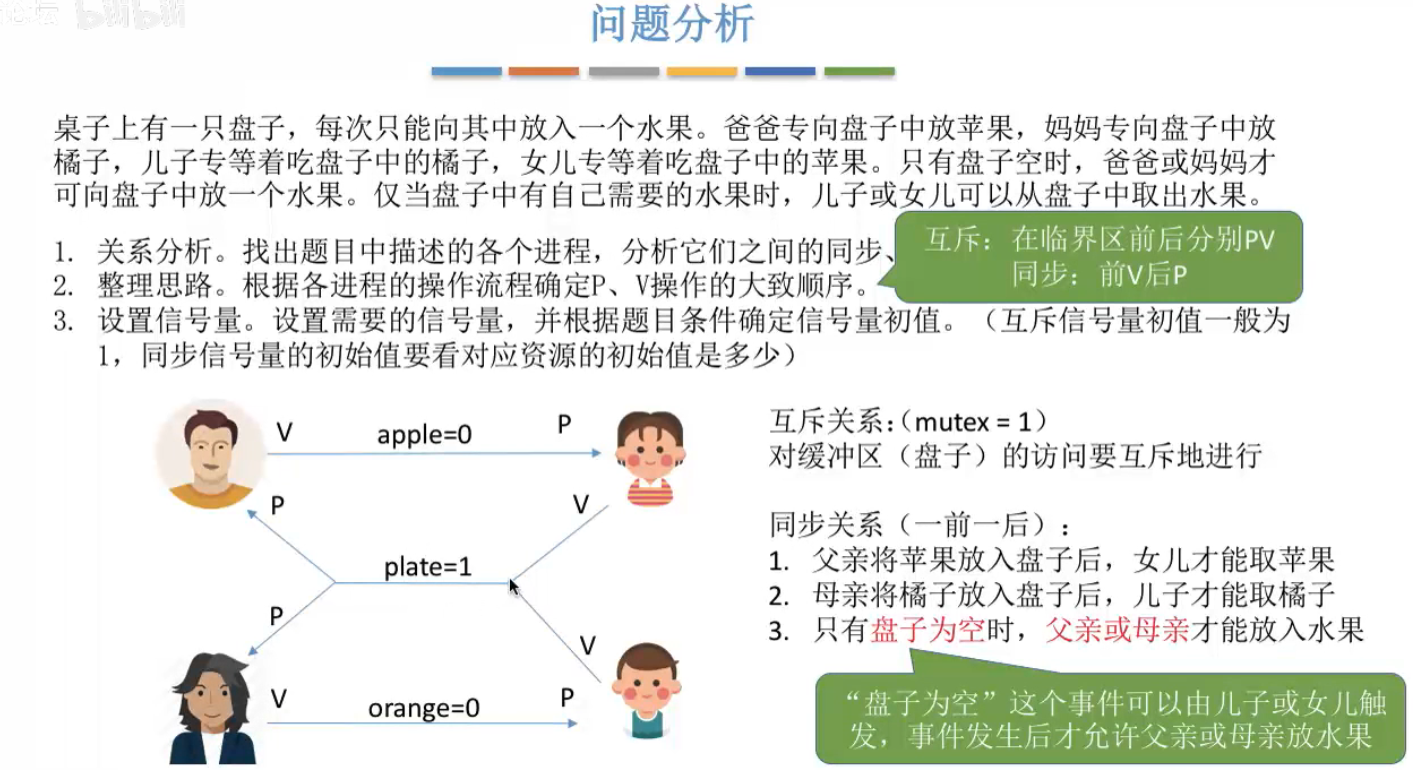 bilibili
问题分析
桌子上有一只盘子，每次只能向其中放入一个水果。爸爸专向盘子中放苹果，妈妈专向盘子中放
橘子，儿子专等着吃盘子中的橘子，女儿专等着吃盘子中的苹果。只有盘子空时，爸爸或妈妈才
可向盘子中放一个水果。仅当盘子中有自己需要的水果时，儿子或女儿可以从盘子中取出水果。
1. 关系分析。找出题目中描述的各个进程，分析它们之间的同步、
2. 整理思路。根据各进程的操作流程确定P、V操作的大致顺序。
3. 设置信号量。设置需要的信号量，并根据题目条件确定信号量初值。（互斥信号量初值一般为
1，同步信号量的初始值要看对应资源的初始值是多少）
互斥：在临界区前后分别PV
同步：前V后P
V apple=0 P
P V
plate=1
P V
V orange=0 P
互斥关系：（mutex = 1）
对缓冲区（盘子）的访问要互斥地进行
同步关系（一前一后）：
1. 父亲将苹果放入盘子后，女儿才能取苹果
2. 母亲将橘子放入盘子后，儿子才能取橘子
3. 只有盘子为空时，父亲或母亲才能放入水果
“盘子为空”这个事件可以由儿子或女儿触
发，事件发生后才允许父亲或母亲放水果